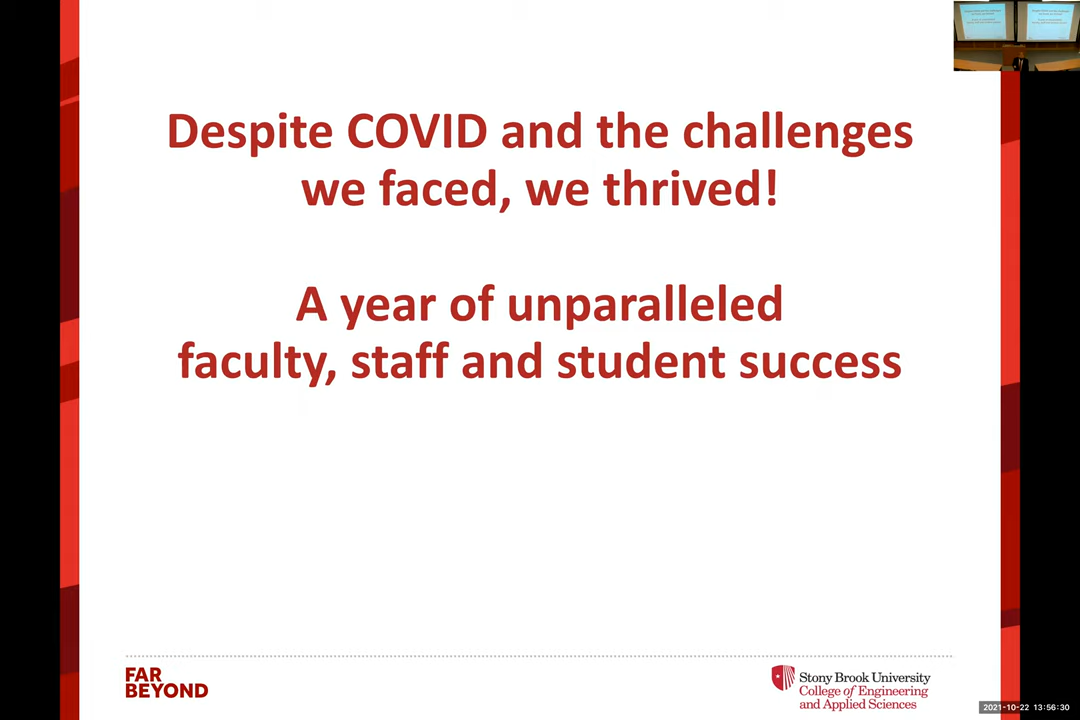 Despite COVID and the challenges
we faced, we thrived!
A year of unparalleled
faculty, staff and student success
FAR
BEYOND
Stony Brook University
College of Engineering
and Applied Sciences
2021-10-22 13:56:30